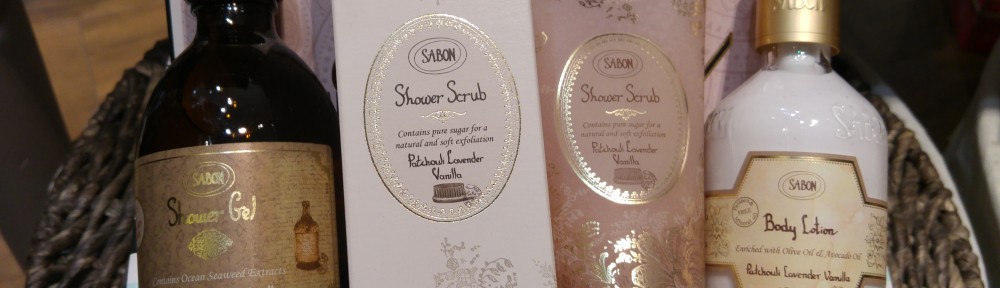 SABON
Shower Gel
Contains Ocean Seaweed Extracts
SABON
Shower Scrub
Contains pure sugar for a
natural and soft exfoliation
Patchouli Lavender
Vanilla
SABON
Shower Scrub
Contains pure sugar for a
natural and soft exfoliation
Patchouli Lavender
Vanilla
SABON
FREE
Body Lotion
Enriched with Olive Oil & Avocado Oil
Patchouli Lavender Vanilla